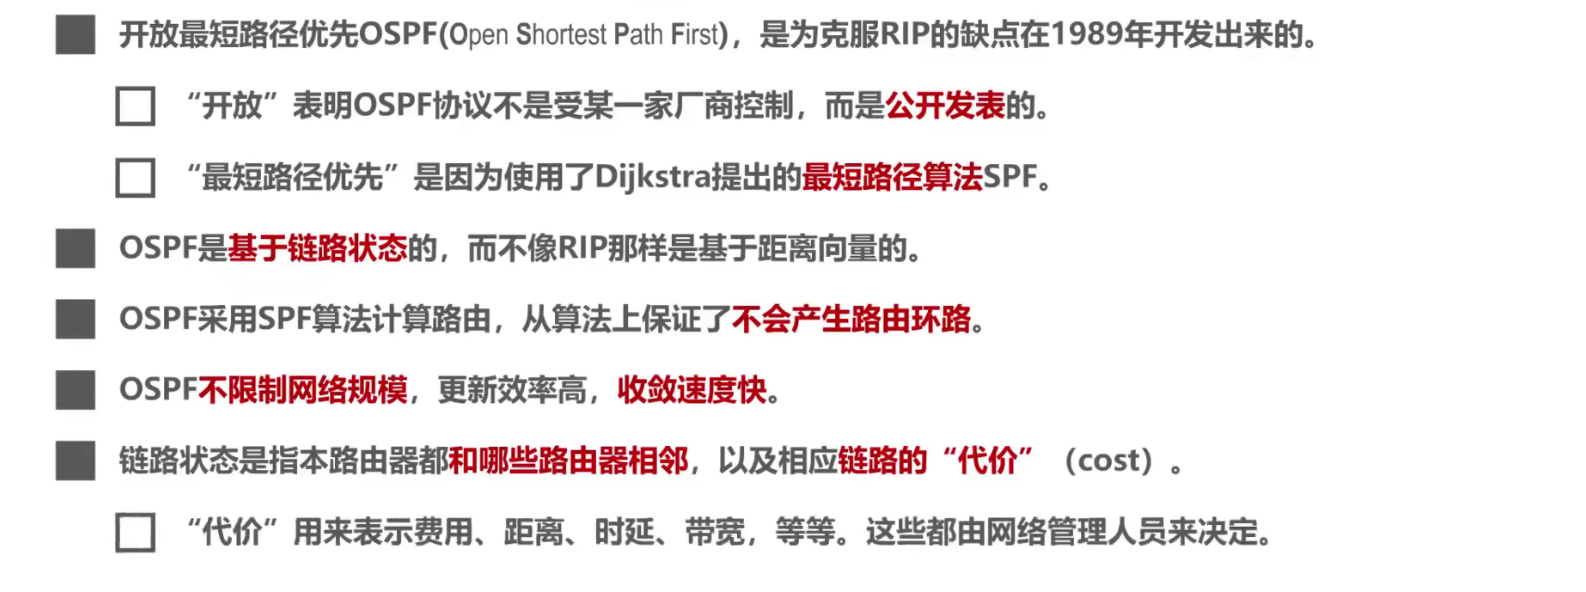 开放最短路径优先OSPF(Open Shortest Path First)，是为克服RIP的缺点在1989年开发出来的。
“开放”表明OSPF协议不是受某一家厂商控制，而是公开发表的。
“最短路径优先”是因为使用了Dijkstra提出的最短路径算法SPF。
OSPF是基于链路状态的，而不像RIP那样是基于距离向量的。
OSPF采用SPF算法计算路由，从算法上保证了不会产生路由环路。
OSPF不限制网络规模，更新效率高，收敛速度快。
链路状态是指本路由器都和哪些路由器相邻，以及相应链路的“代价”（cost）。
“代价”用来表示费用、距离、时延、带宽，等等。这些都由网络管理人员来决定。